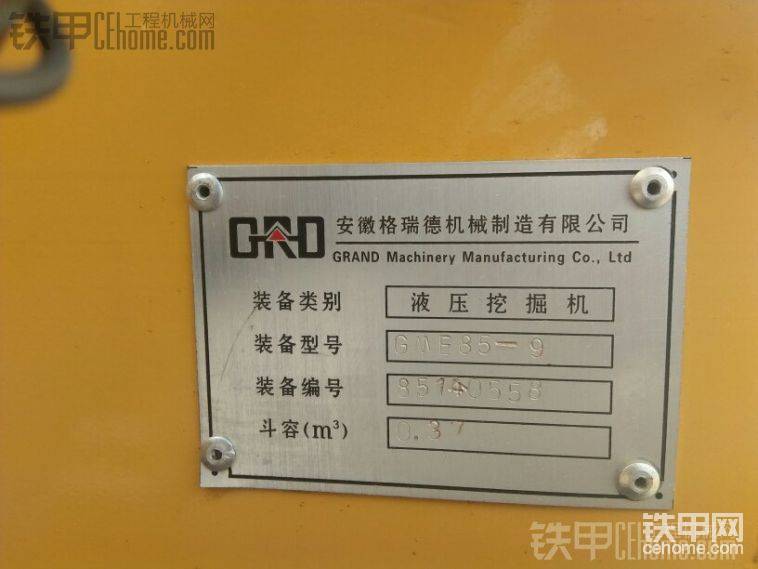 铁甲工程机械网
CEhome.com
GRD
安徽格瑞德机械制造有限公司
GRAND Machinery Manufacturing Co., Ltd
装备类别 液压挖掘机
装备型号 GME85-9
装备编号
斗容(m³) 0.37
铁甲网
cehome.com